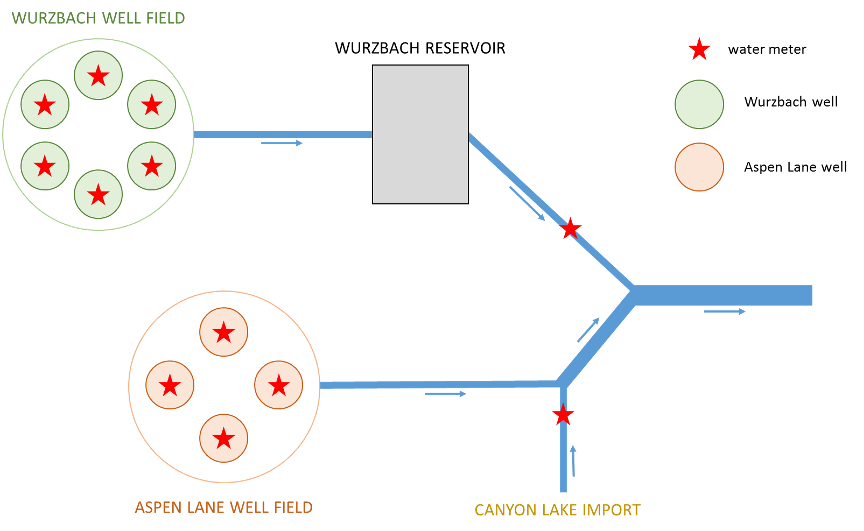 WURZBACH WELL FIELD
WURZBACH RESERVOIR
water meter
Wurzbach well
Aspen Lane well
ASPEN LANE WELL FIELD
CANYON LAKE IMPORT